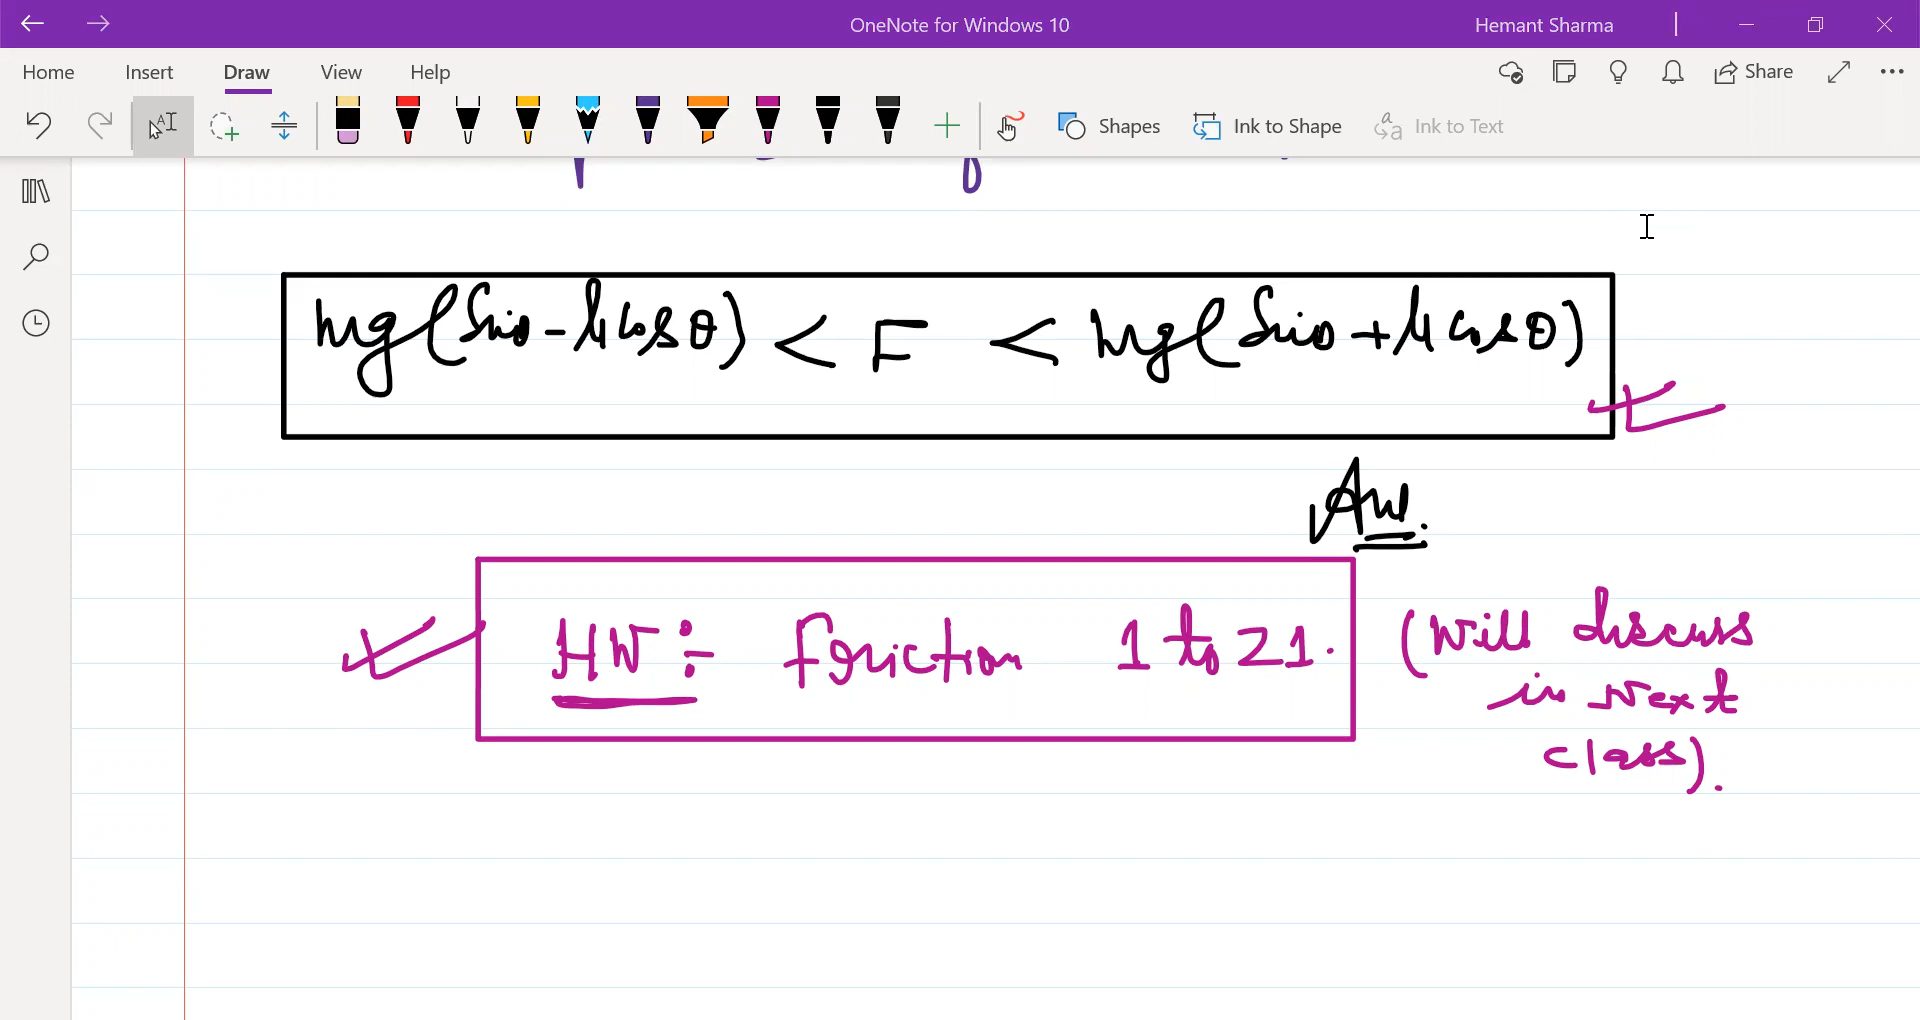 OneNote for Windows 10
Hemant Sharma
Home Insert Draw View Help
Share
Shapes Ink to Shape Ink to Text
mg(Sinθ-μcosθ) < F < mg(Sinθ+μcosθ)
Ans.
HW:- friction 1 to 21. (Will discuss
in Next
class).